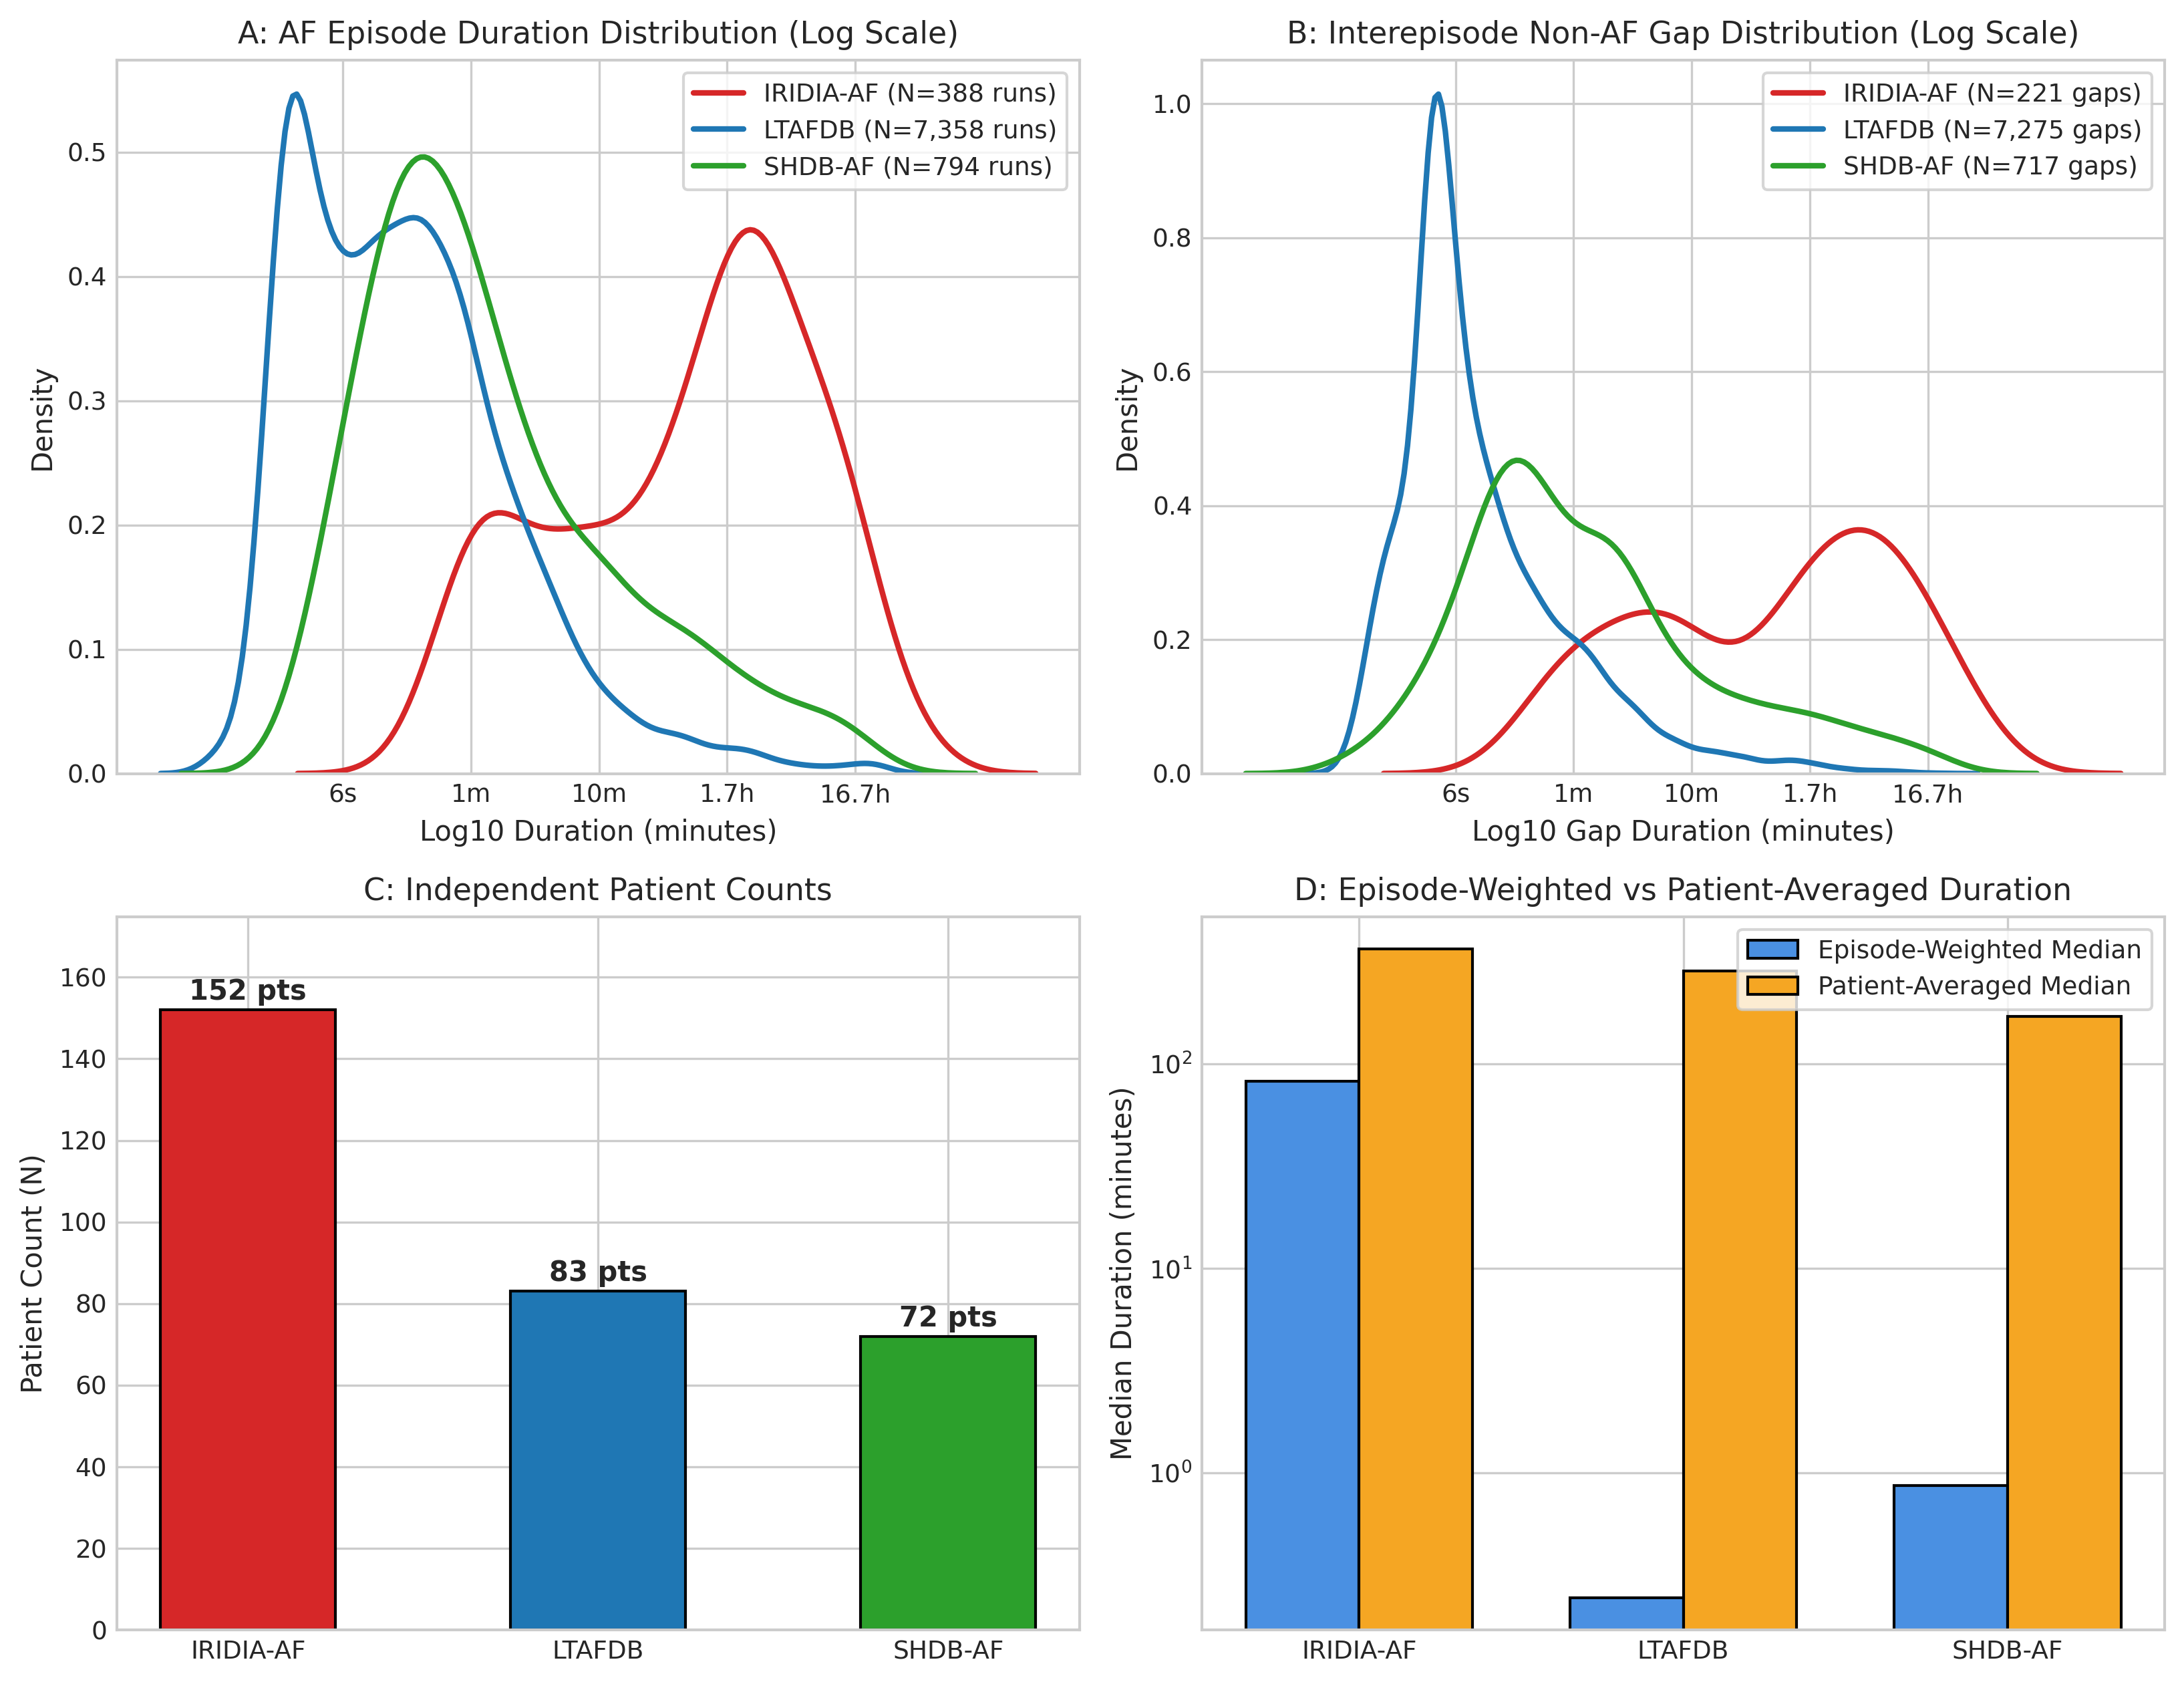 A: AF Episode Duration Distribution (Log Scale)
IRIDIA-AF (N=388 runs)
LTAFDB (N=7,358 runs)
SHDB-AF (N=794 runs)
Density
0.5
0.4
0.3
0.2
0.1
0.0
6s
1m
10m
1.7h
16.7h
Log10 Duration (minutes)
B: Interepisode Non-AF Gap Distribution (Log Scale)
IRIDIA-AF (N=221 gaps)
LTAFDB (N=7,275 gaps)
SHDB-AF (N=717 gaps)
Density
1.0
0.8
0.6
0.4
0.2
0.0
6s
1m
10m
1.7h
16.7h
Log10 Gap Duration (minutes)
C: Independent Patient Counts
Patient Count (N)
160
140
120
100
80
60
40
20
0
152 pts
83 pts
72 pts
IRIDIA-AF
LTAFDB
SHDB-AF
D: Episode-Weighted vs Patient-Averaged Duration
Episode-Weighted Median
Patient-Averaged Median
Median Duration (minutes)
10²
10¹
10⁰
IRIDIA-AF
LTAFDB
SHDB-AF